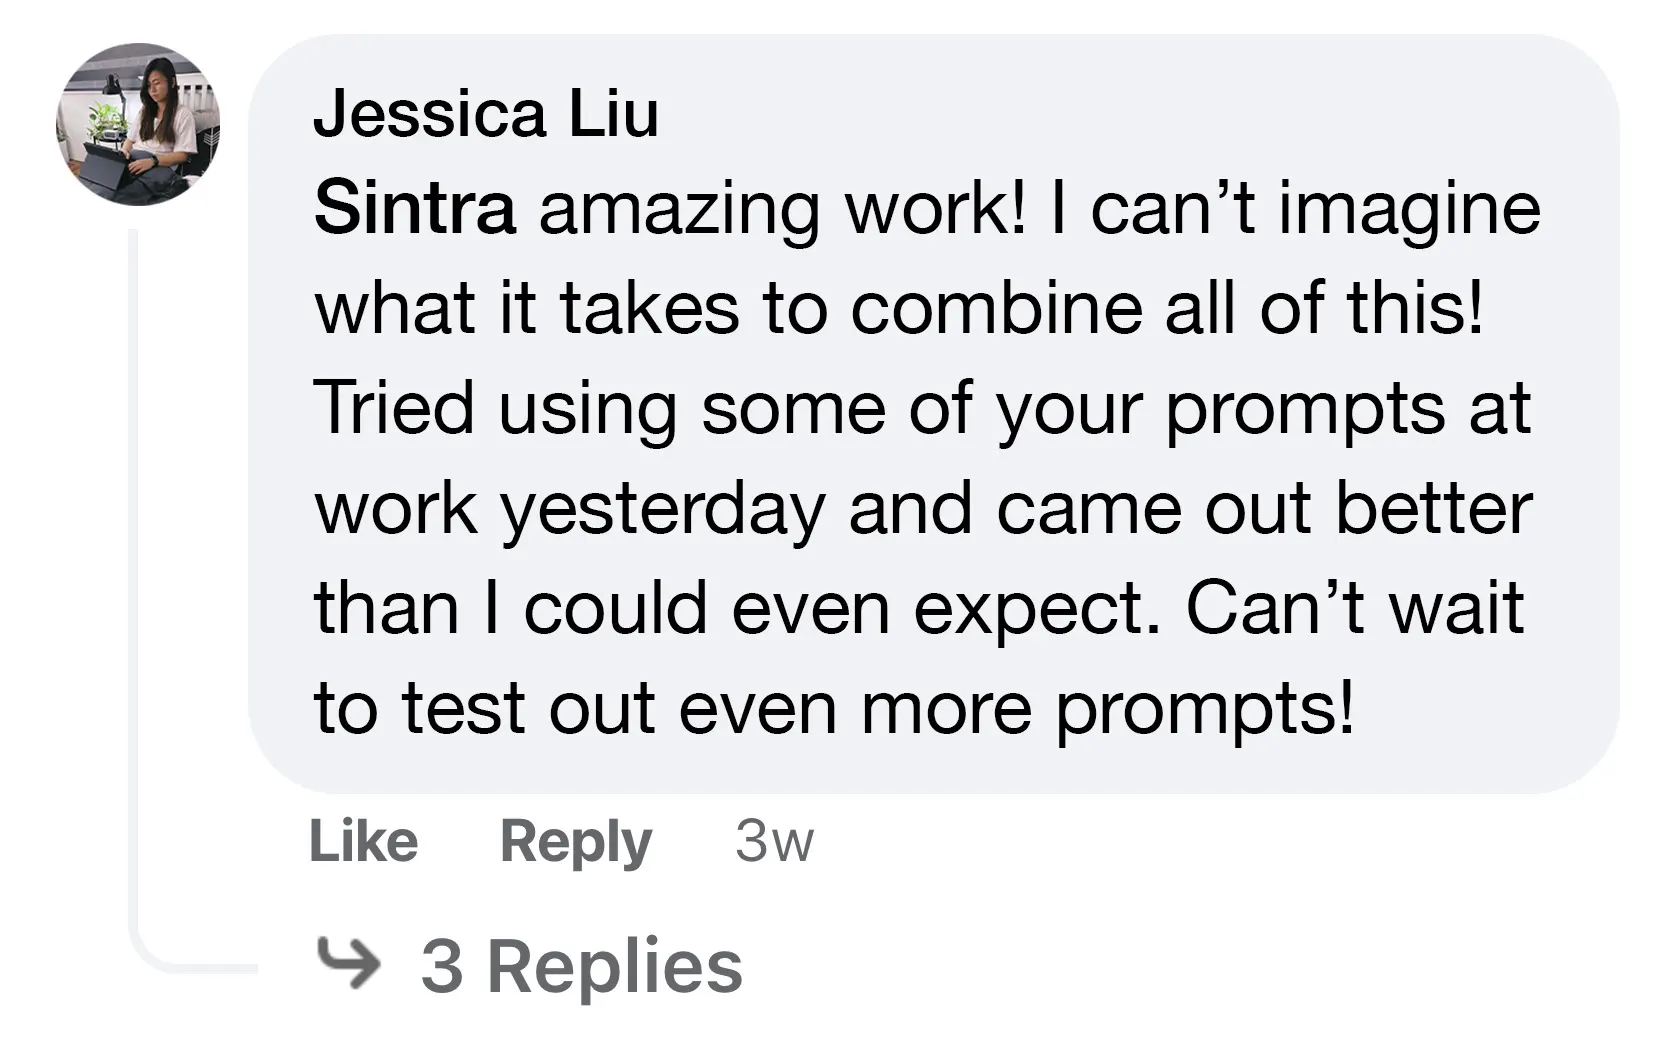 Jessica Liu
Sintra amazing work! I can’t imagine
what it takes to combine all of this!
Tried using some of your prompts at
work yesterday and came out better
than I could even expect. Can’t wait
to test out even more prompts!
Like Reply 3w
3 Replies